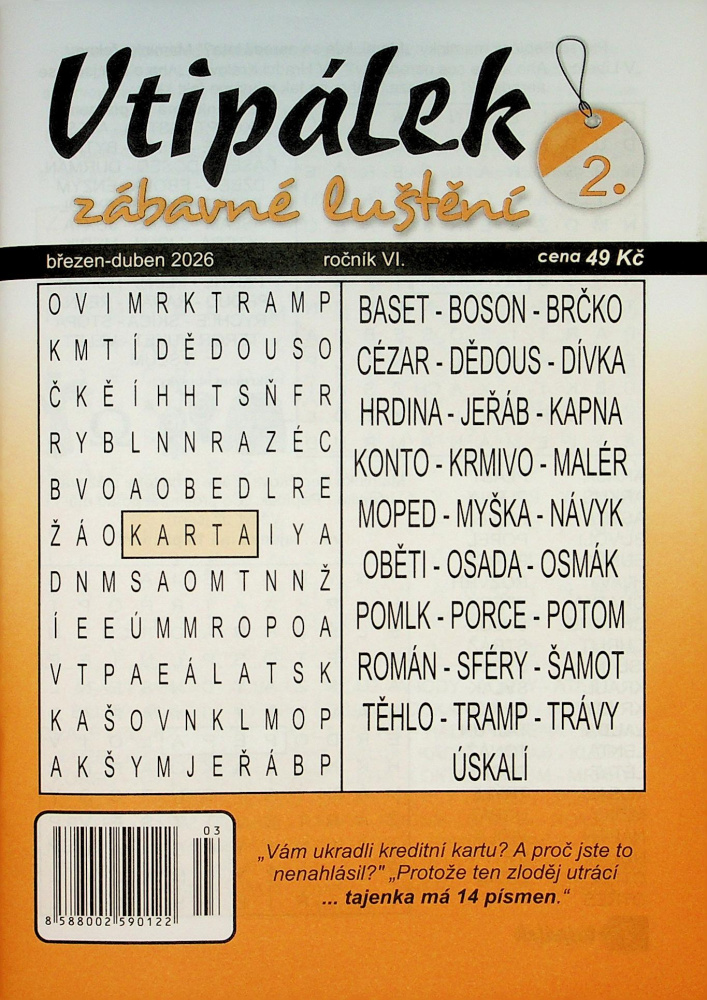 Vtipálek
zábavné luštění
2.
březen-duben 2026 ročník VI. cena 49 Kč
O V I M R K T R A M P
K M T Í D Ě D O U S O
Č K Ě Í H H T S Ň F R
R Y B L N N R A Z É C
B V O A O B E D L R E
Ž Á O K A R T A I Y A
D N M S A O M T N N Ž
Í E E Ú M M R O P O A
V T P A E Á L A T S K
K A Š O V N K L M O P
A K Š Y M J E Ř Á B P
BASET - BOSON - BRČKO
CÉZAR - DĚDOUS - DÍVKA
HRDINA - JEŘÁB - KAPNA
KONTO - KRMIVO - MALÉR
MOPED - MYŠKA - NÁVYK
OBĚTI - OSADA - OSMÁK
POMLK - PORCE - POTOM
ROMÁN - SFÉRY - ŠAMOT
TĚHLO - TRAMP - TRÁVY
ÚSKALÍ
03
8 588002 590122
„Vám ukradli kreditní kartu? A proč jste to
nenahlásil?" „Protože ten zloděj utrácí
... tajenka má 14 písmen.“